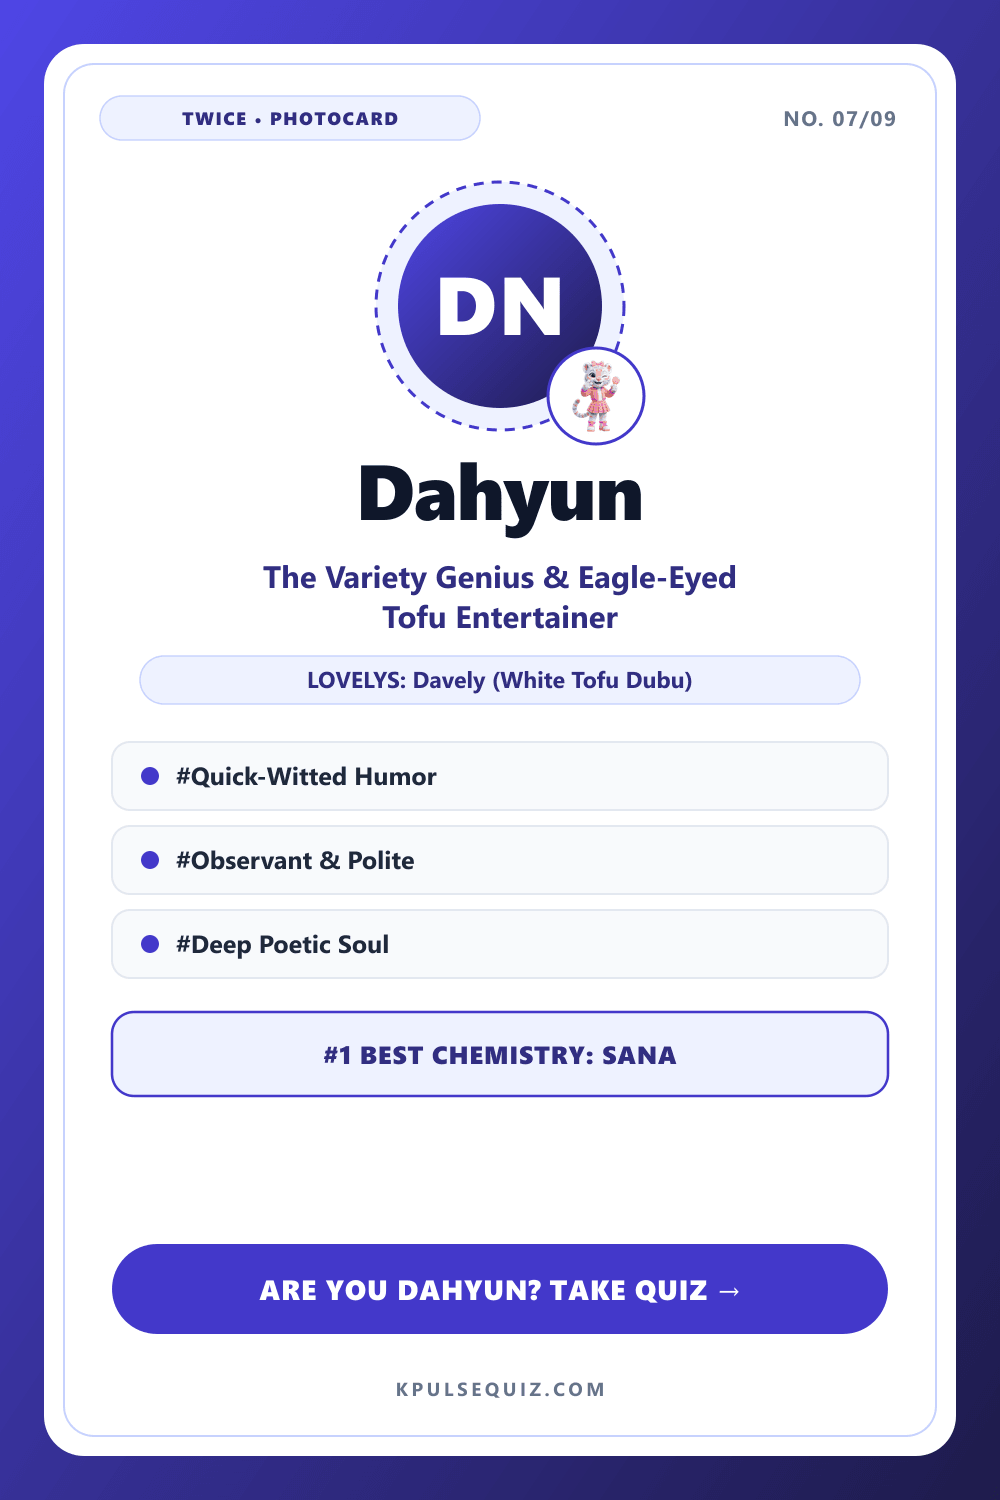 TWICE • PHOTOCARD
NO. 07/09
DN
Dahyun
The Variety Genius & Eagle-Eyed
Tofu Entertainer
LOVELYS: Davely (White Tofu Dubu)
#Quick-Witted Humor
#Observant & Polite
#Deep Poetic Soul
#1 BEST CHEMISTRY: SANA
ARE YOU DAHYUN? TAKE QUIZ →
KPULSEQUIZ.COM